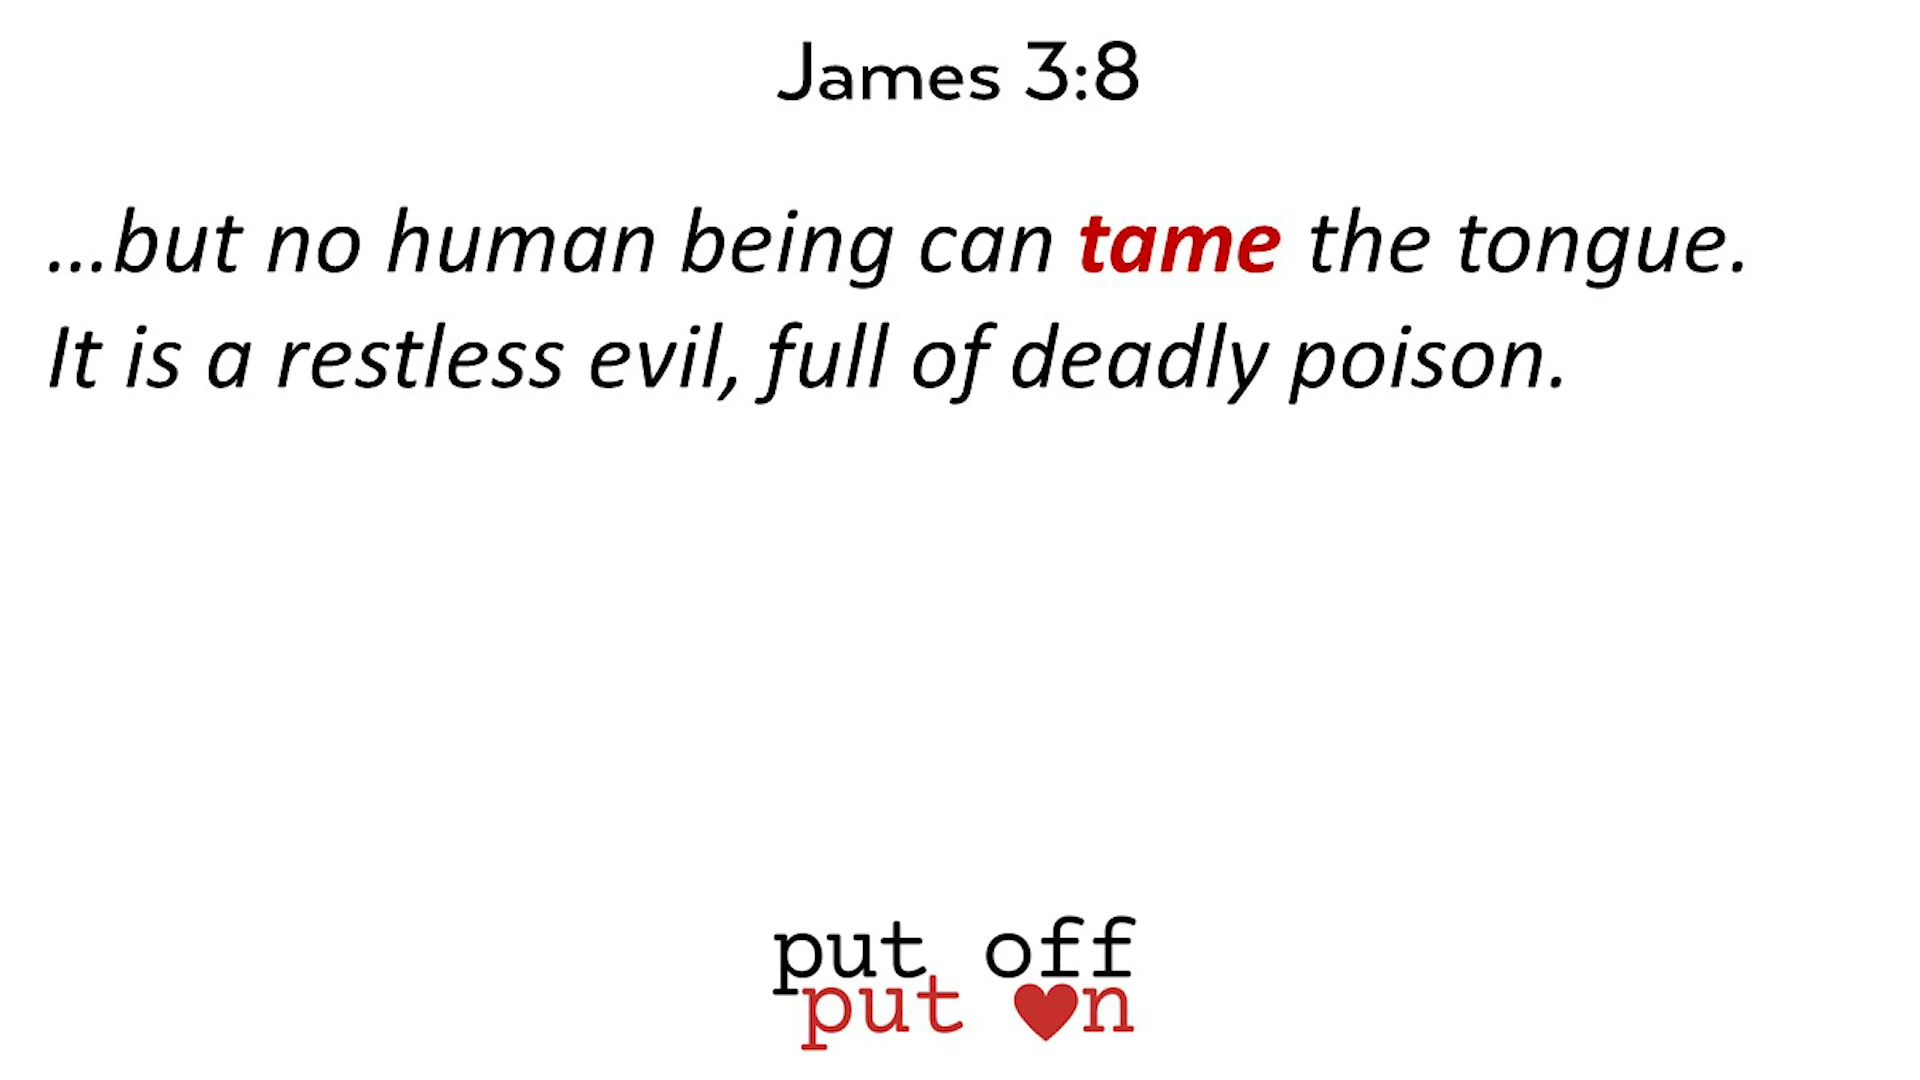 James 3:8
...but no human being can tame the tongue.
It is a restless evil, full of deadly poison.
put off
put ♥n